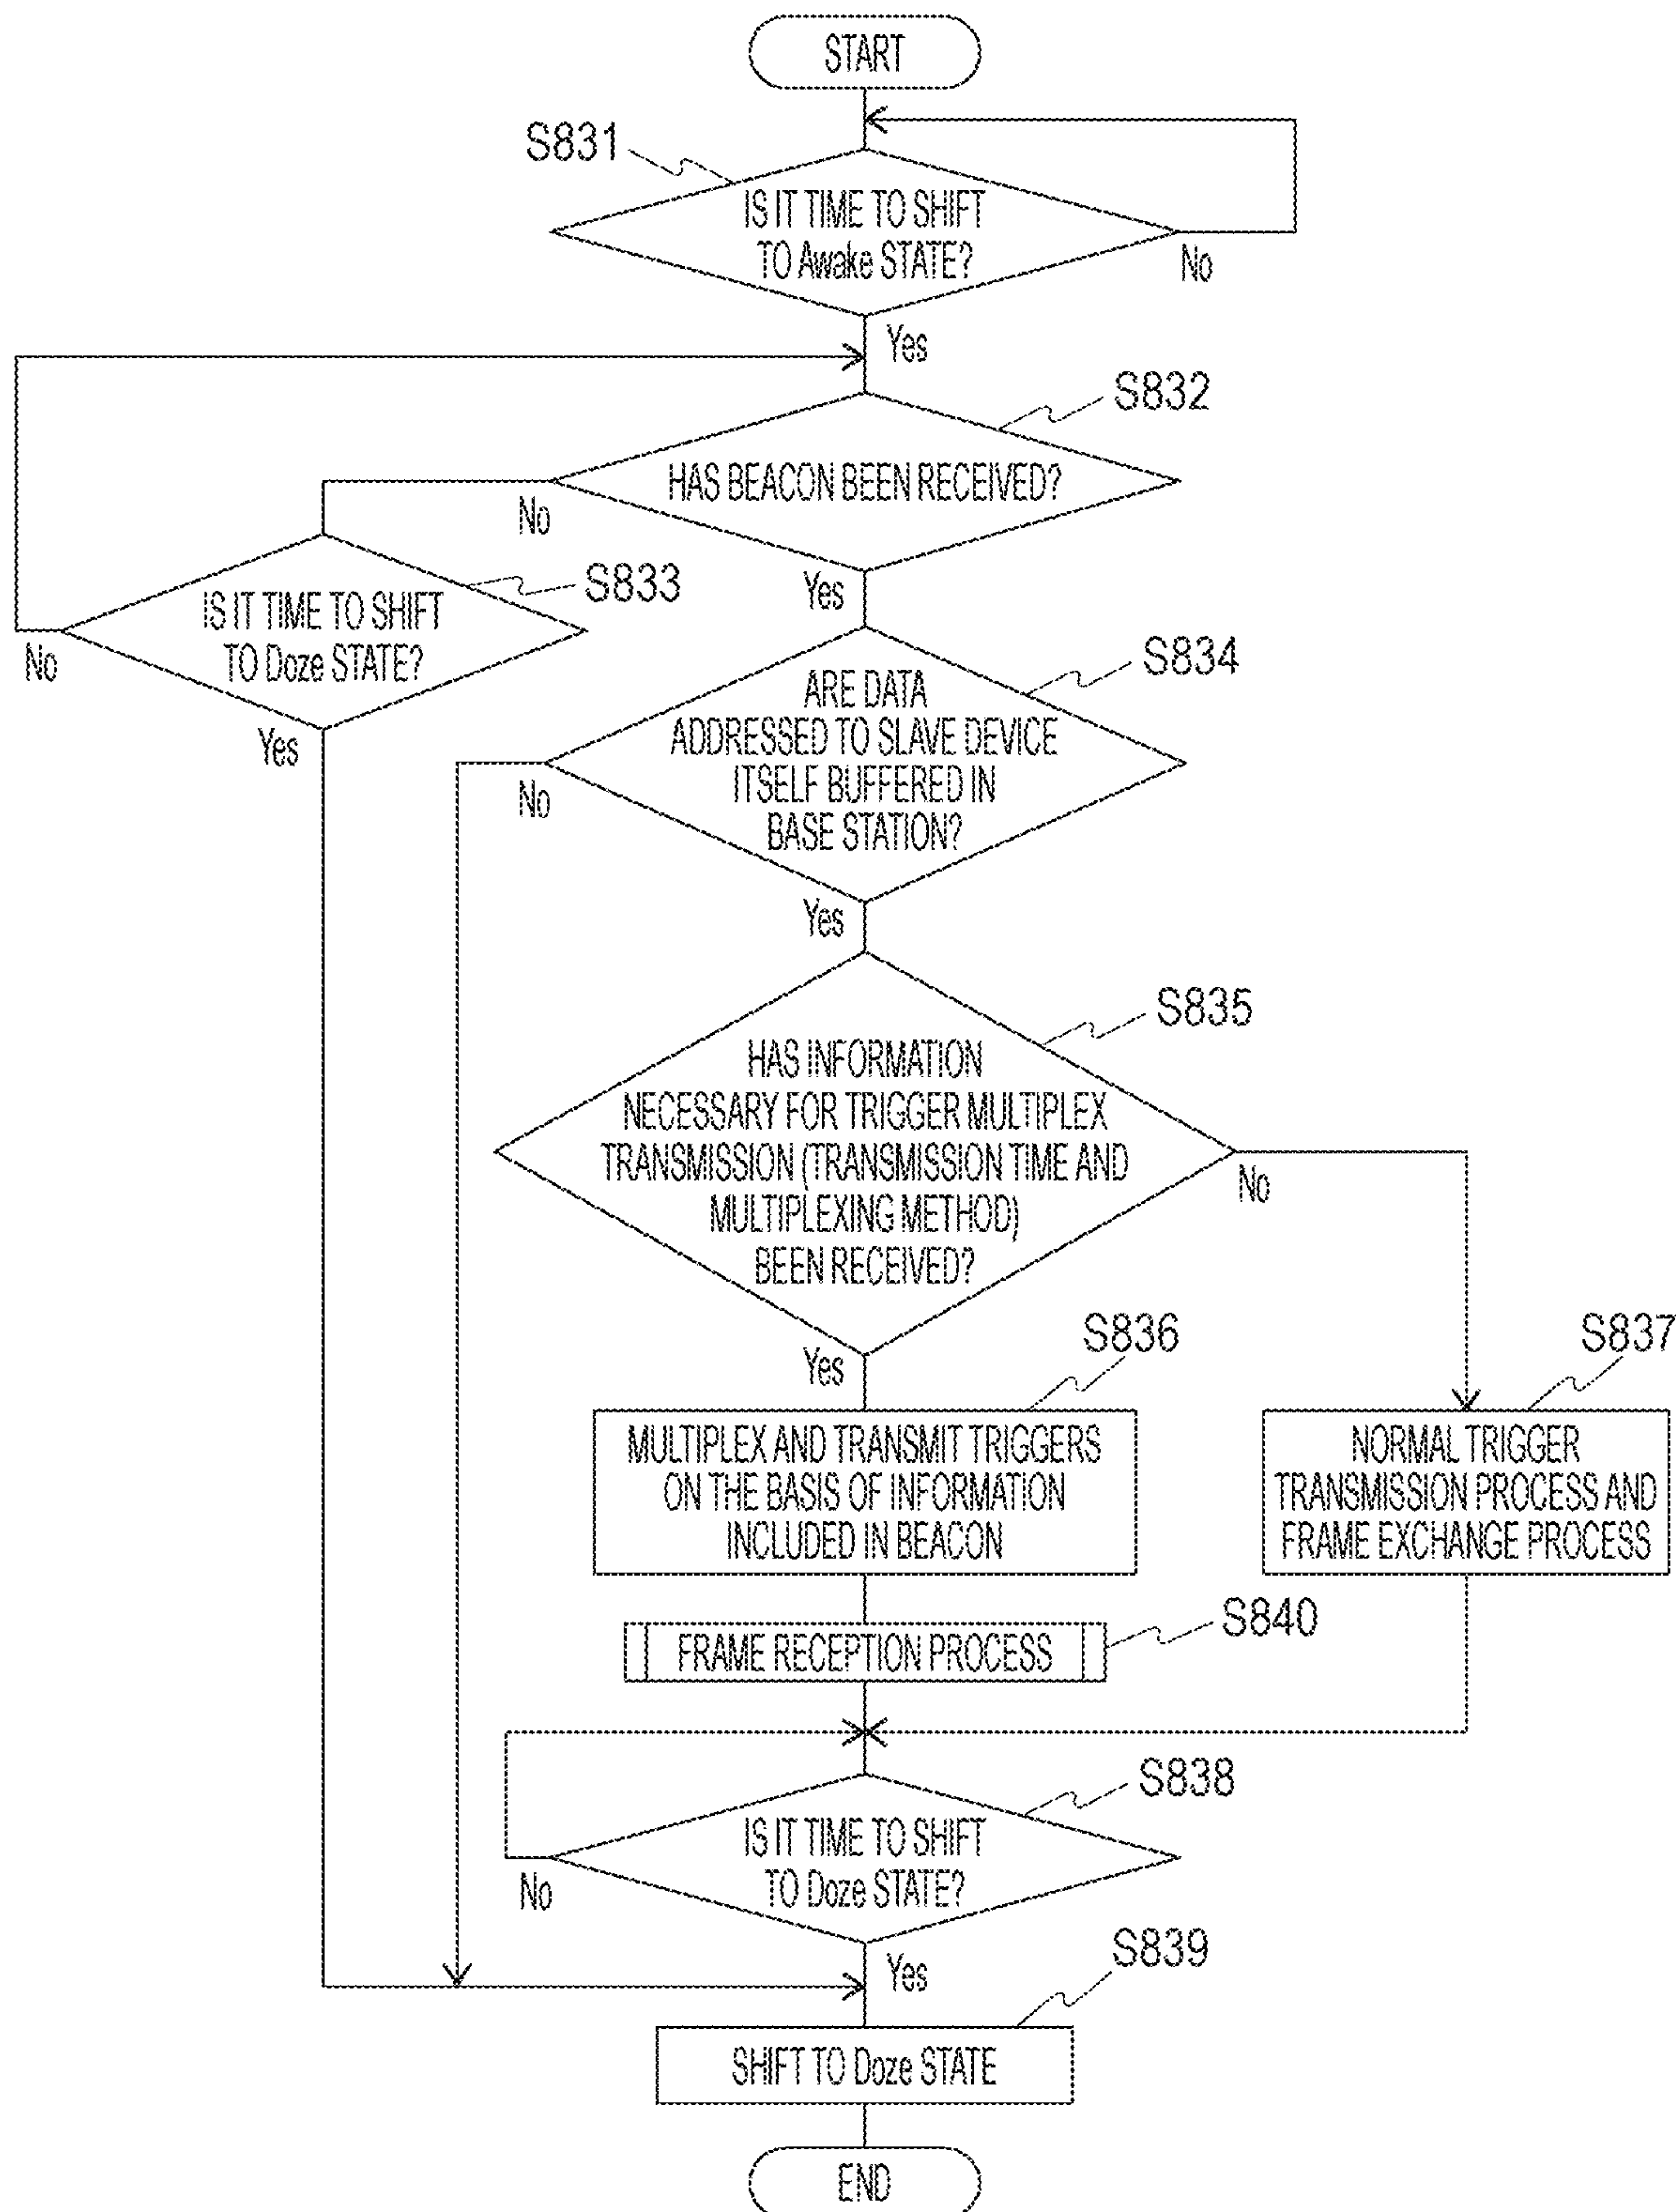 START
S831
IS IT TIME TO SHIFT
TO Awake STATE?
No
Yes
S832
HAS BEACON BEEN RECEIVED?
No
Yes
S833
IS IT TIME TO SHIFT
TO Doze STATE?
No
Yes
S834
ARE DATA
ADDRESSED TO SLAVE DEVICE
ITSELF BUFFERED IN
BASE STATION?
No
Yes
S835
HAS INFORMATION
NECESSARY FOR TRIGGER MULTIPLEX
TRANSMISSION (TRANSMISSION TIME AND
MULTIPLEXING METHOD)
BEEN RECEIVED?
No
Yes
S836
MULTIPLEX AND TRANSMIT TRIGGERS
ON THE BASIS OF INFORMATION
INCLUDED IN BEACON
S837
NORMAL TRIGGER
TRANSMISSION PROCESS AND
FRAME EXCHANGE PROCESS
S840
FRAME RECEPTION PROCESS
S838
IS IT TIME TO SHIFT
TO Doze STATE?
No
Yes
S839
SHIFT TO Doze STATE
END